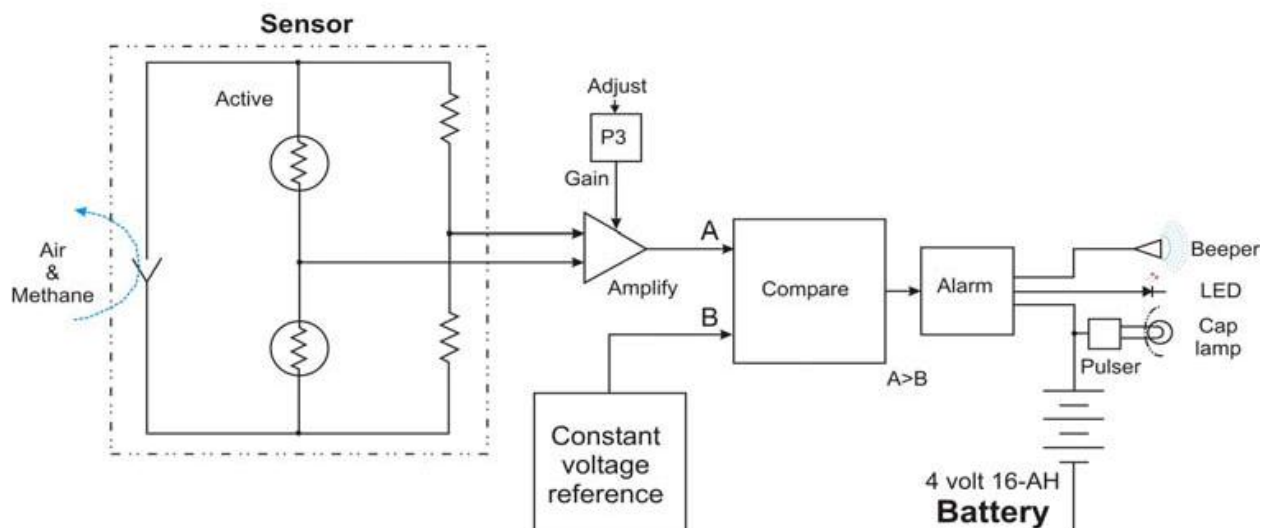 Sensor
Active
Air
&
Methane
Adjust
P3
Gain
Amplify
A
B
Compare
A>B
Constant
voltage
reference
Alarm
Beeper
LED
Cap
lamp
Pulser
4 volt 16-AH
Battery